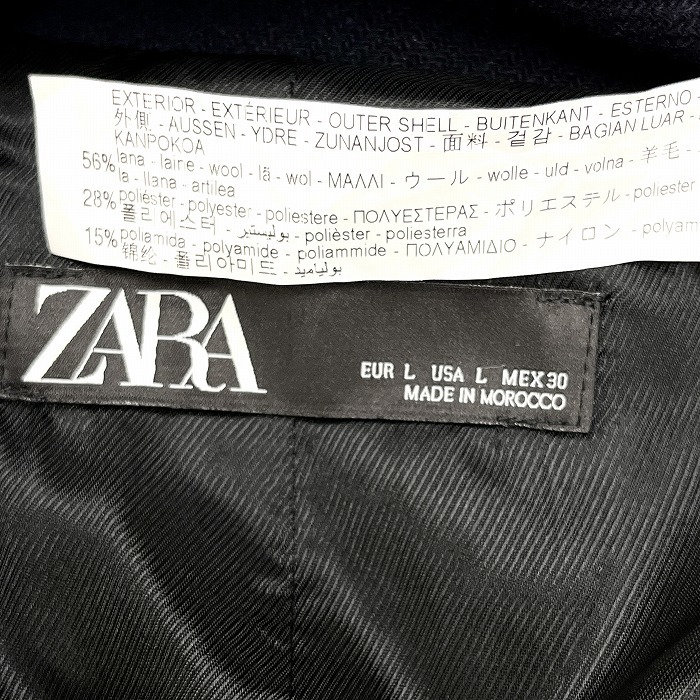 EXTERIOR - EXTÉRIEUR - OUTER SHELL - BUITENKANT - ESTERNO -
外側 - AUSSEN - YDRE - ZUNANJOST - 面料 - 겉감 - BAGIAN LUAR -
KANPOKOA
56% lana - laine - wool - lã - wol - ΜΑΛΛΙ - ウール - wolle - uld - volna - 羊毛 -
la - llana - artilea
28% poliéster - polyester - poliestere - ΠΟΛΥΕΣΤΕΡΑΣ - ポリエステル - poliester
폴리에스터 - بوليستير - polièster - poliesterra
15% poliamida - polyamide - poliammide - ΠΟΛΥΑΜΙΔΙΟ - ナイロン - polyam
锦纶 - 폴리아미드 - بوليأميد
ZARA
EUR L USA L MEX 30
MADE IN MOROCCO